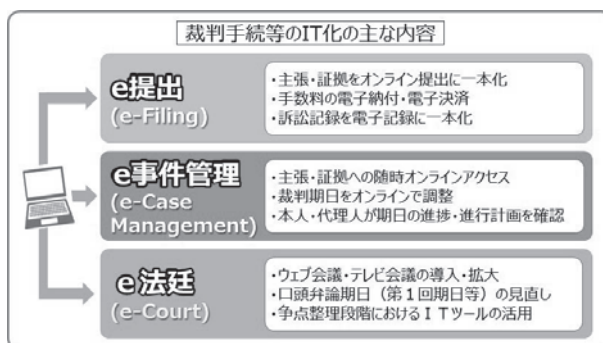 裁判手続等のIT化の主な内容
e提出
(e-Filing)
・主張・証拠をオンライン提出に一本化
・手数料の電子納付・電子決済
・訴訟記録を電子記録に一本化
e事件管理
(e-Case
Management)
・主張・証拠への随時オンラインアクセス
・裁判期日をオンラインで調整
・本人・代理人が期日の進捗・進行計画を確認
e法廷
(e-Court)
・ウェブ会議・テレビ会議の導入・拡大
・口頭弁論期日（第１回期日等）の見直し
・争点整理段階におけるＩＴツールの活用